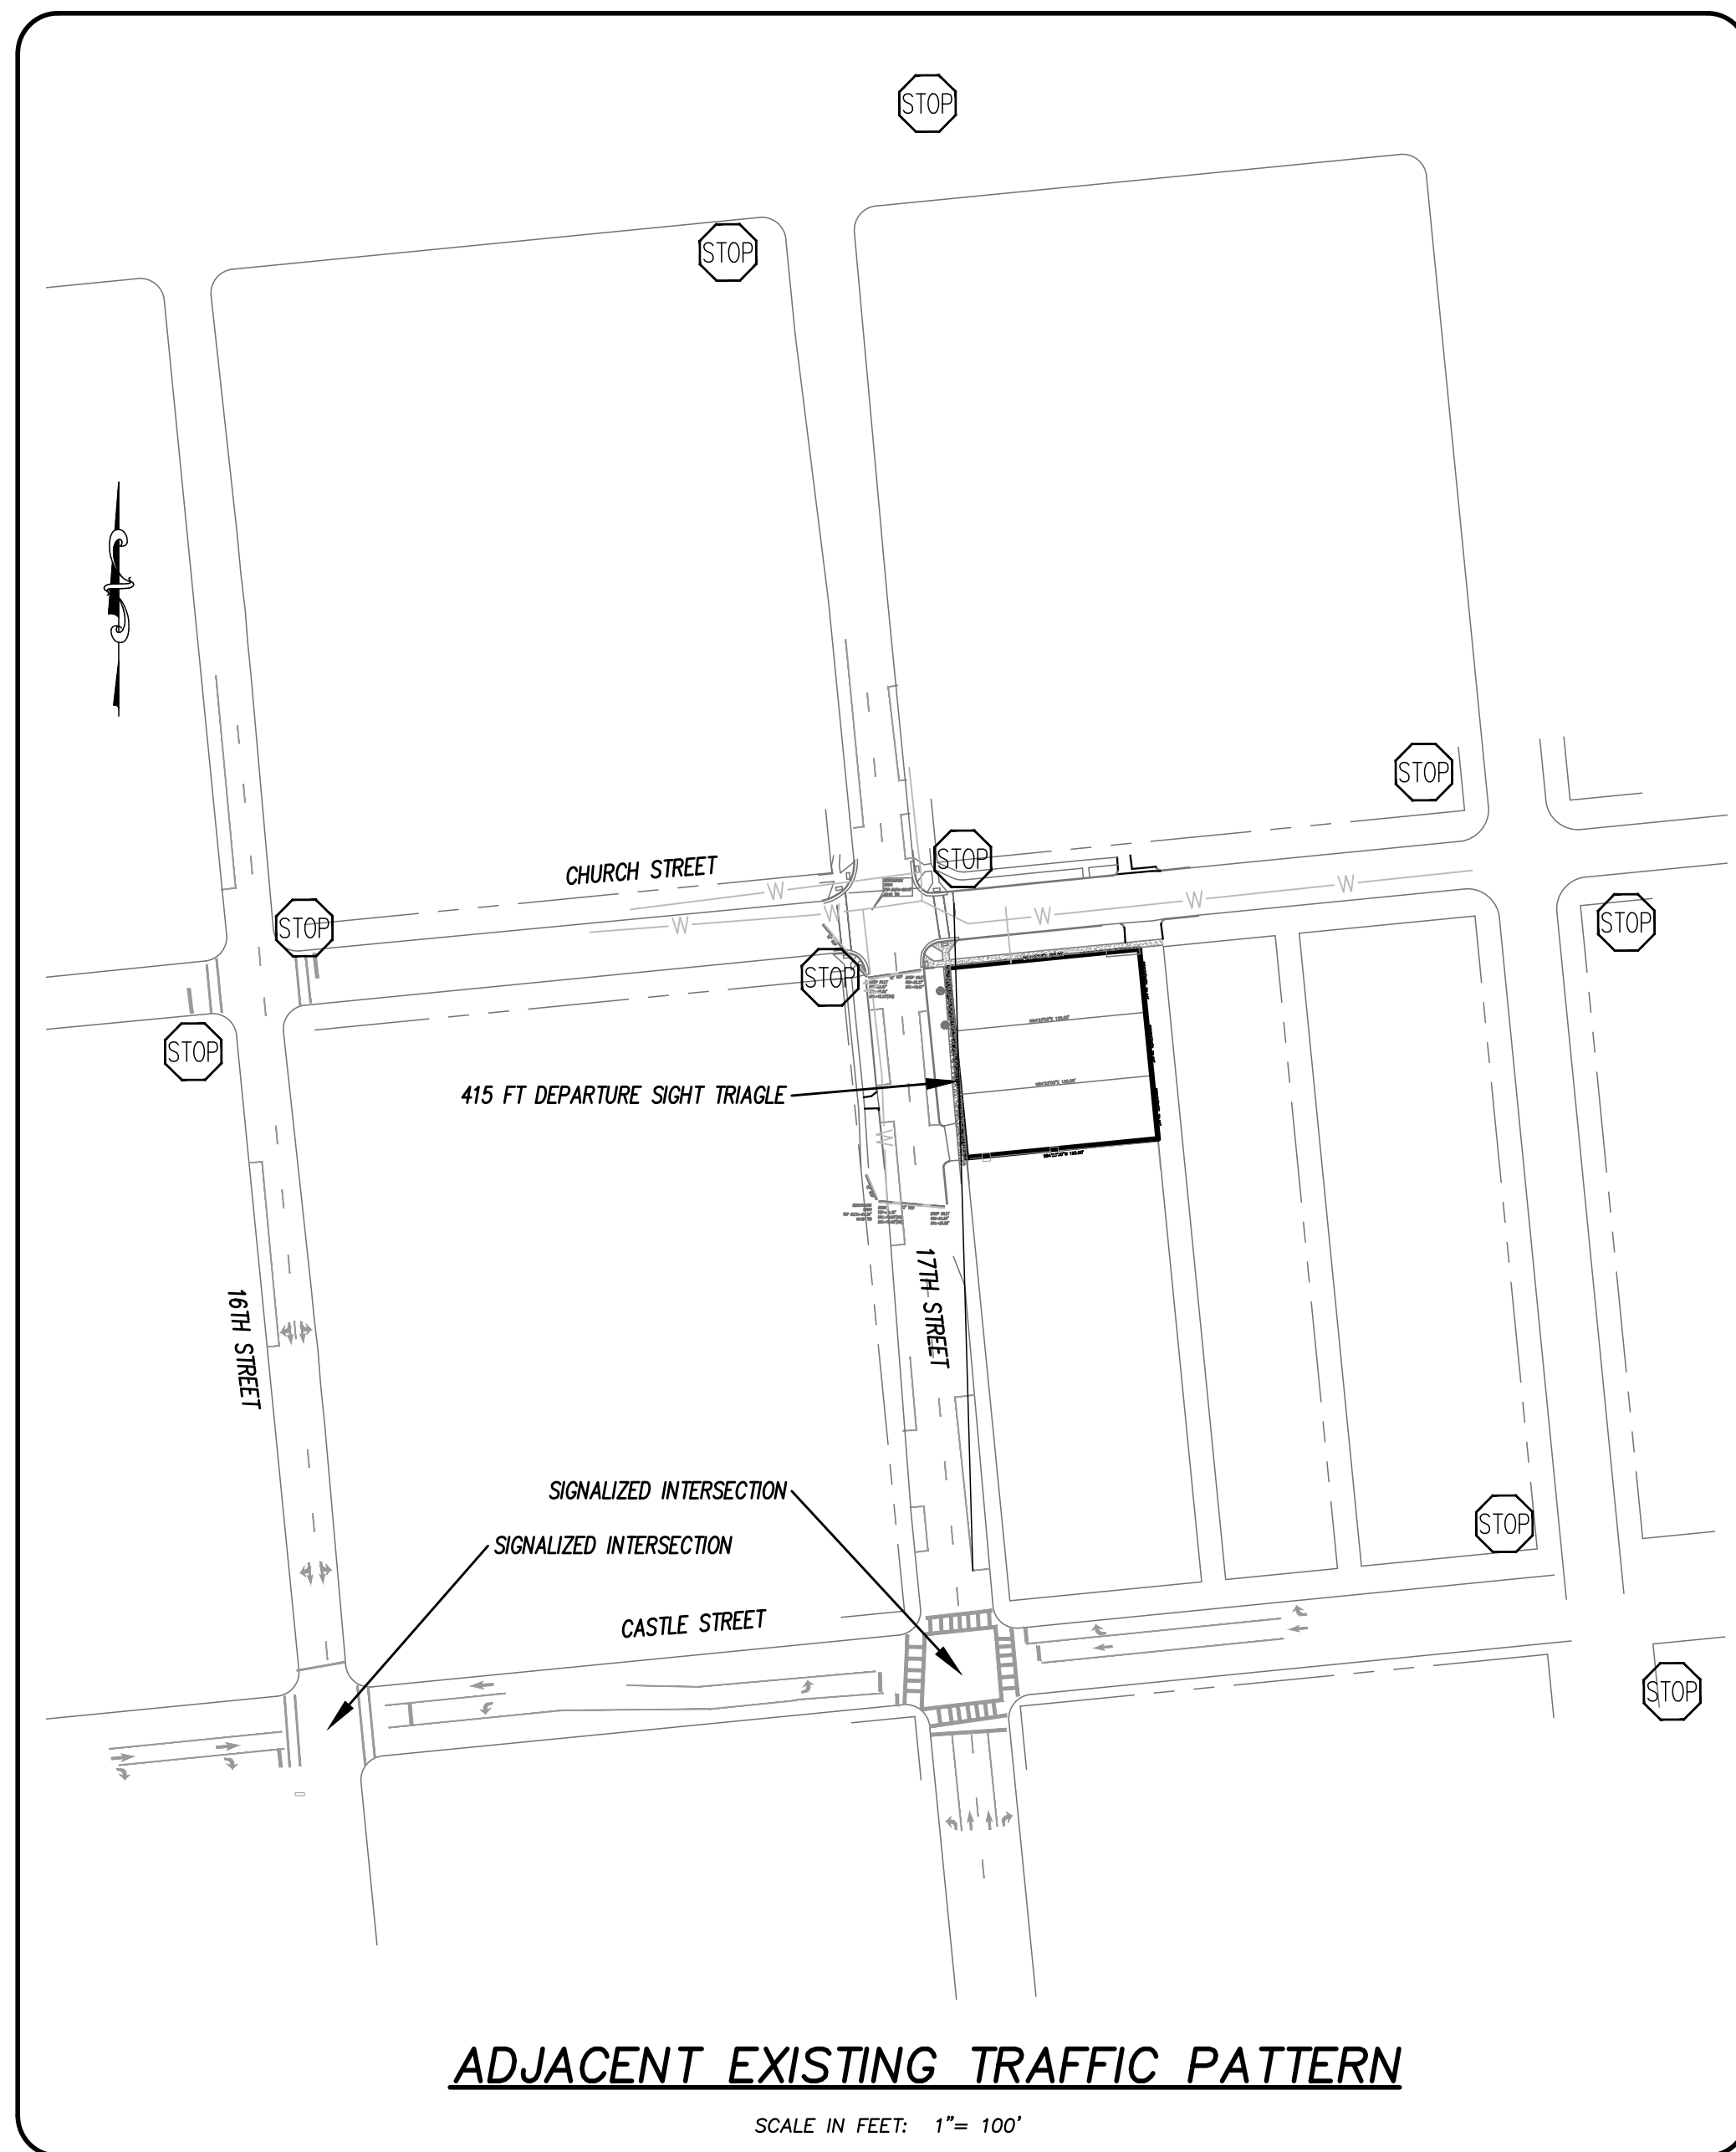 STOP
STOP
STOP
STOP
CHURCH STREET
W
W
W
W
W
W
STOP
STOP
STOP
STOP
415 FT DEPARTURE SIGHT TRIAGLE
W
17TH STREET
16TH STREET
SIGNALIZED INTERSECTION
STOP
SIGNALIZED INTERSECTION
CASTLE STREET
STOP
ADJACENT EXISTING TRAFFIC PATTERN
SCALE IN FEET: 1"= 100'